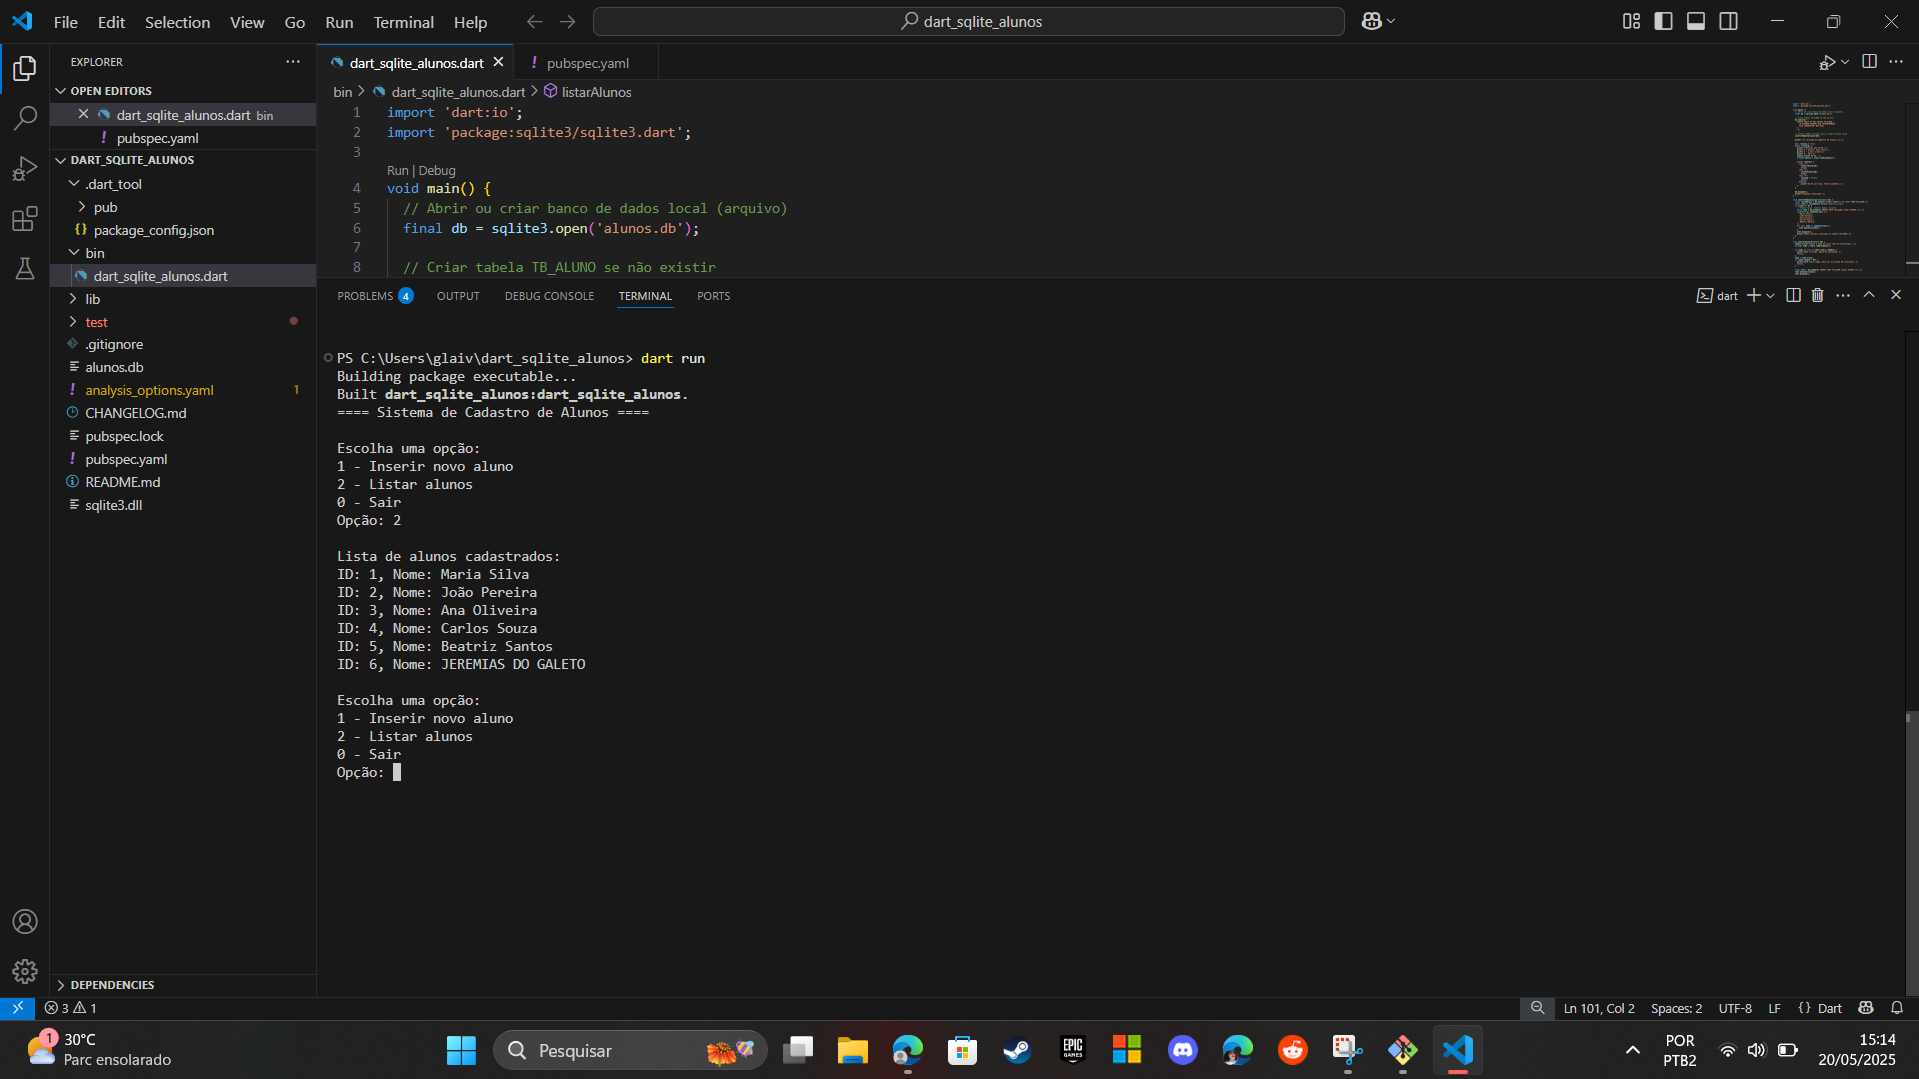 File Edit Selection View Go Run Terminal Help
dart_sqlite_alunos
EXPLORER
OPEN EDITORS
dart_sqlite_alunos.dart bin
pubspec.yaml
DART_SQLITE_ALUNOS
.dart_tool
pub
package_config.json
bin
dart_sqlite_alunos.dart
lib
test
.gitignore
alunos.db
analysis_options.yaml 1
CHANGELOG.md
pubspec.lock
pubspec.yaml
README.md
sqlite3.dll
DEPENDENCIES
dart_sqlite_alunos.dart
pubspec.yaml
bin > dart_sqlite_alunos.dart > listarAlunos
1 import 'dart:io';
2 import 'package:sqlite3/sqlite3.dart';
3
Run | Debug
4 void main() {
5 // Abrir ou criar banco de dados local (arquivo)
6 final db = sqlite3.open('alunos.db');
7
8 // Criar tabela TB_ALUNO se não existir
PROBLEMS 4 OUTPUT DEBUG CONSOLE TERMINAL PORTS
dart
PS C:\Users\glaiv\dart_sqlite_alunos> dart run
Building package executable...
Built dart_sqlite_alunos:dart_sqlite_alunos.
==== Sistema de Cadastro de Alunos ====
Escolha uma opção:
1 - Inserir novo aluno
2 - Listar alunos
0 - Sair
Opção: 2
Lista de alunos cadastrados:
ID: 1, Nome: Maria Silva
ID: 2, Nome: João Pereira
ID: 3, Nome: Ana Oliveira
ID: 4, Nome: Carlos Souza
ID: 5, Nome: Beatriz Santos
ID: 6, Nome: JEREMIAS DO GALETO
Escolha uma opção:
1 - Inserir novo aluno
2 - Listar alunos
0 - Sair
Opção:
3 1
Ln 101, Col 2 Spaces: 2 UTF-8 LF {} Dart
1
30°C
Parc ensolarado
Pesquisar
EPIC GAMES
POR
PTB2
15:14
20/05/2025